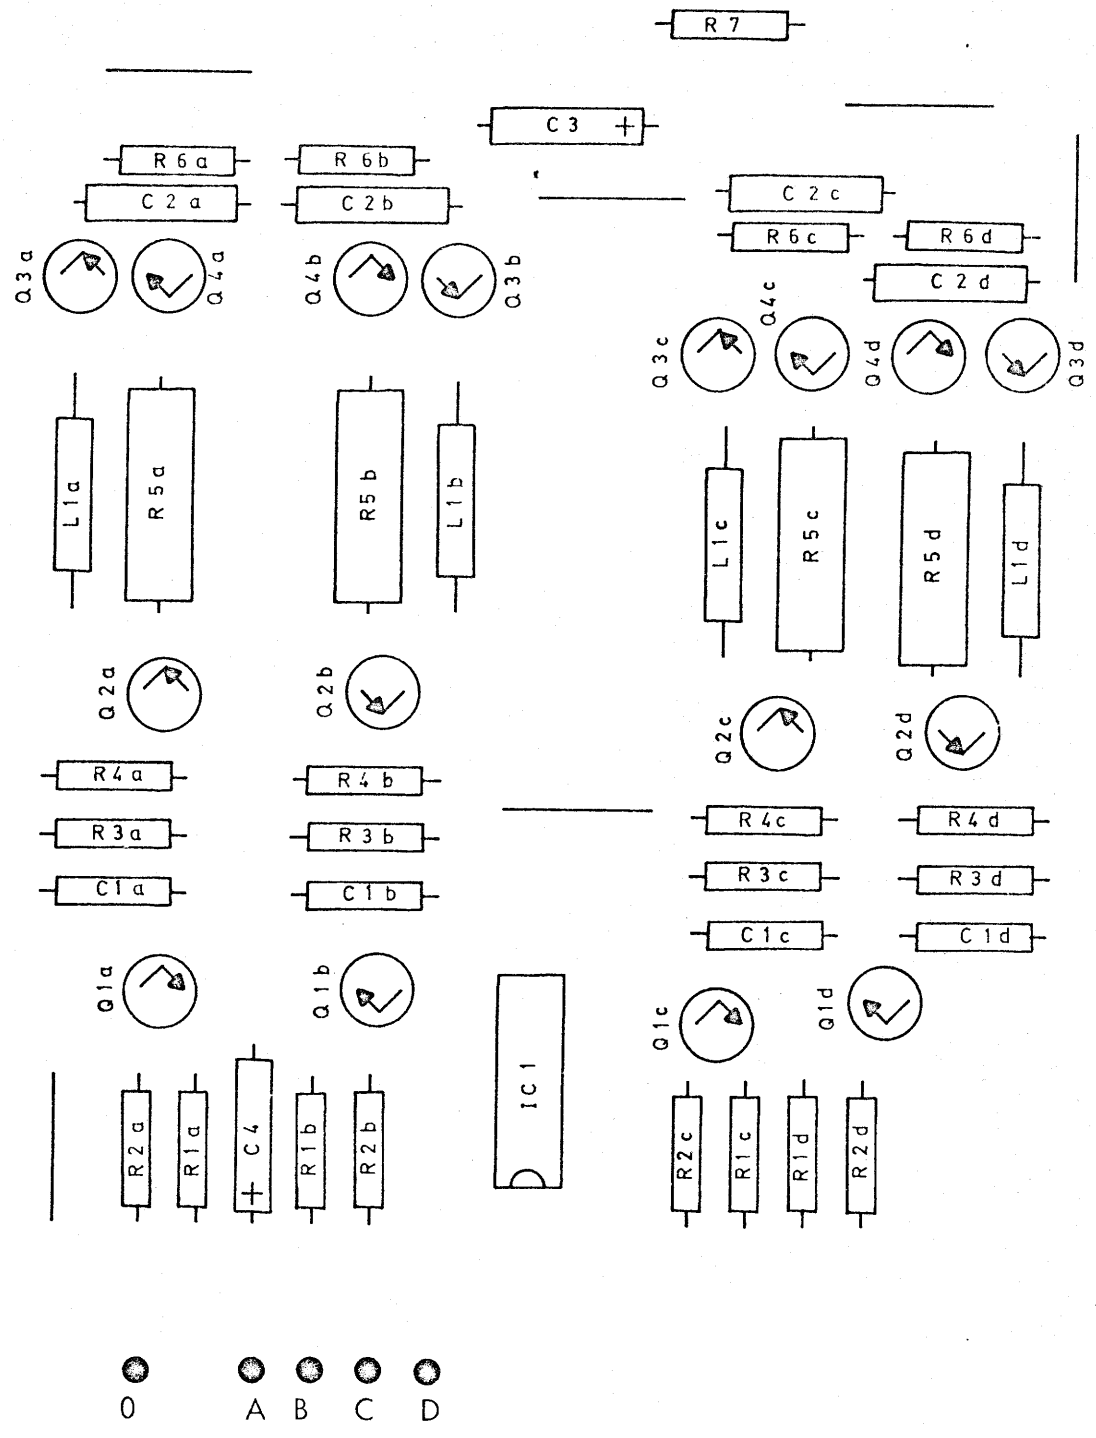 R 7
C 3 +
R 6 a
R 6 b
C 2 a
C 2 b
C 2 c
R 6 c
R 6 d
C 2 d
Q 3 a
Q 4 a
Q 4 b
Q 3 b
Q 4 c
Q 3 c
Q 4 d
Q 3 d
L 1 a
R 5 a
R 5 b
L 1 b
L 1 c
R 5 c
R 5 d
L 1 d
Q 2 a
Q 2 b
Q 2 c
Q 2 d
R 4 a
R 4 b
R 4 c
R 4 d
R 3 a
R 3 b
R 3 c
R 3 d
C 1 a
C 1 b
C 1 c
C 1 d
Q 1 a
Q 1 b
Q 1 c
Q 1 d
R 2 a
R 1 a
+ C 4
R 1 b
R 2 b
IC 1
R 2 c
R 1 c
R 1 d
R 2 d
0 A B C D